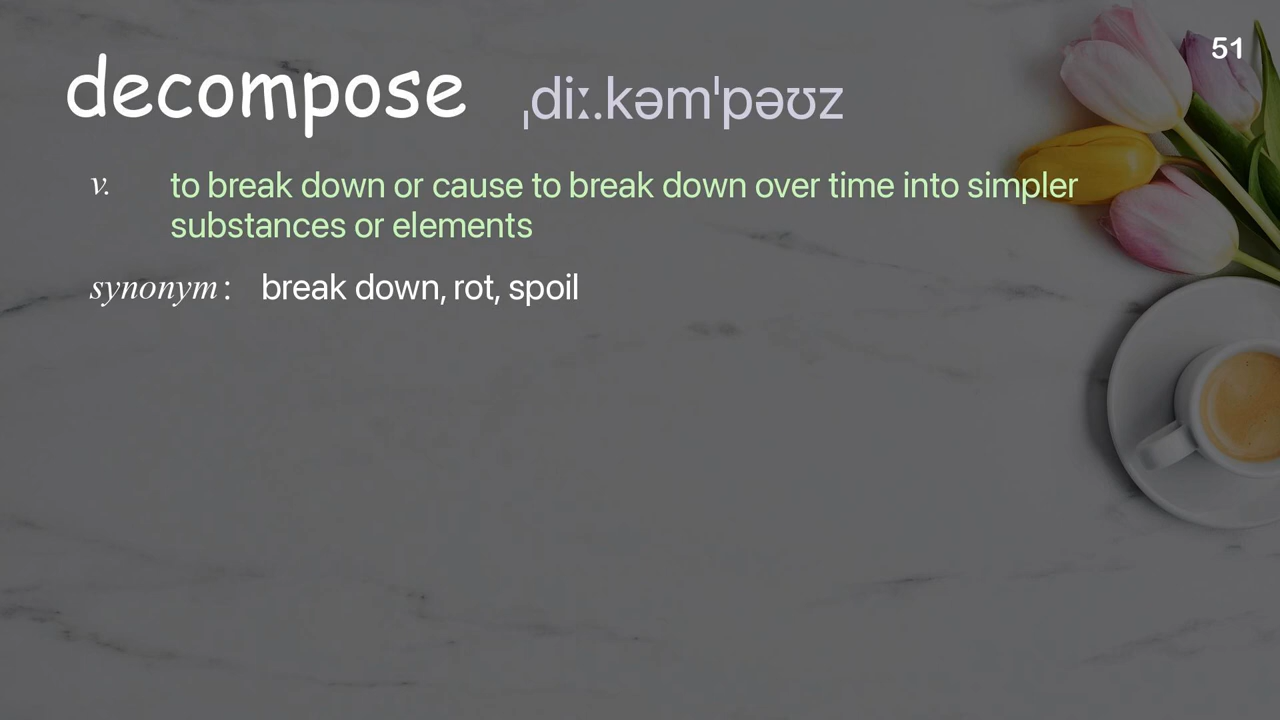 51
decompose ˌdiː.kəmˈpəʊz
v. to break down or cause to break down over time into simpler
substances or elements
synonym : break down, rot, spoil